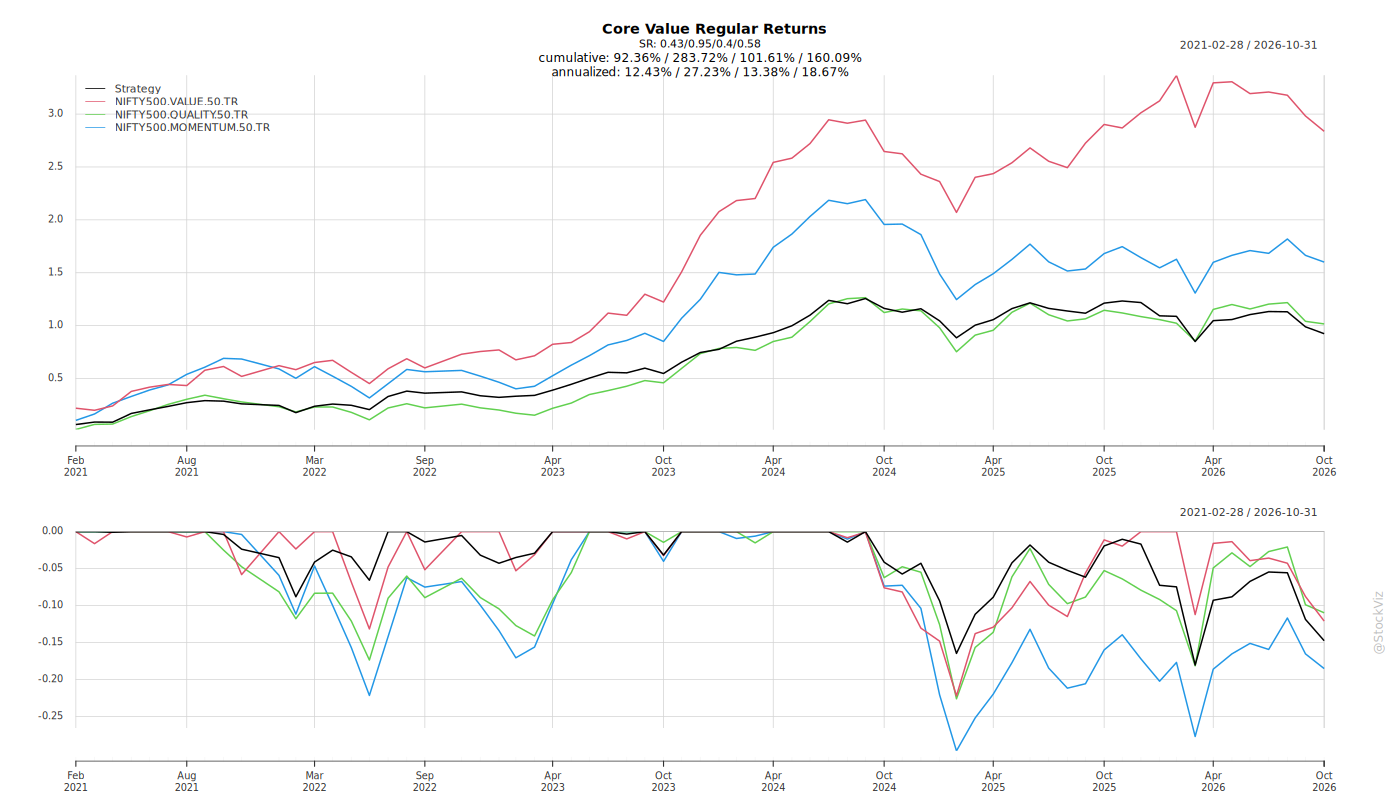 Core Value Regular Returns
SR: 0.43/0.95/0.4/0.58
cumulative: 92.36% / 283.72% / 101.61% / 160.09%
annualized: 12.43% / 27.23% / 13.38% / 18.67%
2021-02-28 / 2026-10-31
Strategy
NIFTY500.VALUE.50.TR
NIFTY500.QUALITY.50.TR
NIFTY500.MOMENTUM.50.TR
3.0
2.5
2.0
1.5
1.0
0.5
Feb Aug Mar Sep Apr Oct Apr Oct Apr Oct Apr Oct
2021 2021 2022 2022 2023 2023 2024 2024 2025 2025 2026 2026
2021-02-28 / 2026-10-31
0.00
-0.05
-0.10
-0.15
-0.20
-0.25
Feb Aug Mar Sep Apr Oct Apr Oct Apr Oct Apr Oct
2021 2021 2022 2022 2023 2023 2024 2024 2025 2025 2026 2026
@StockViz